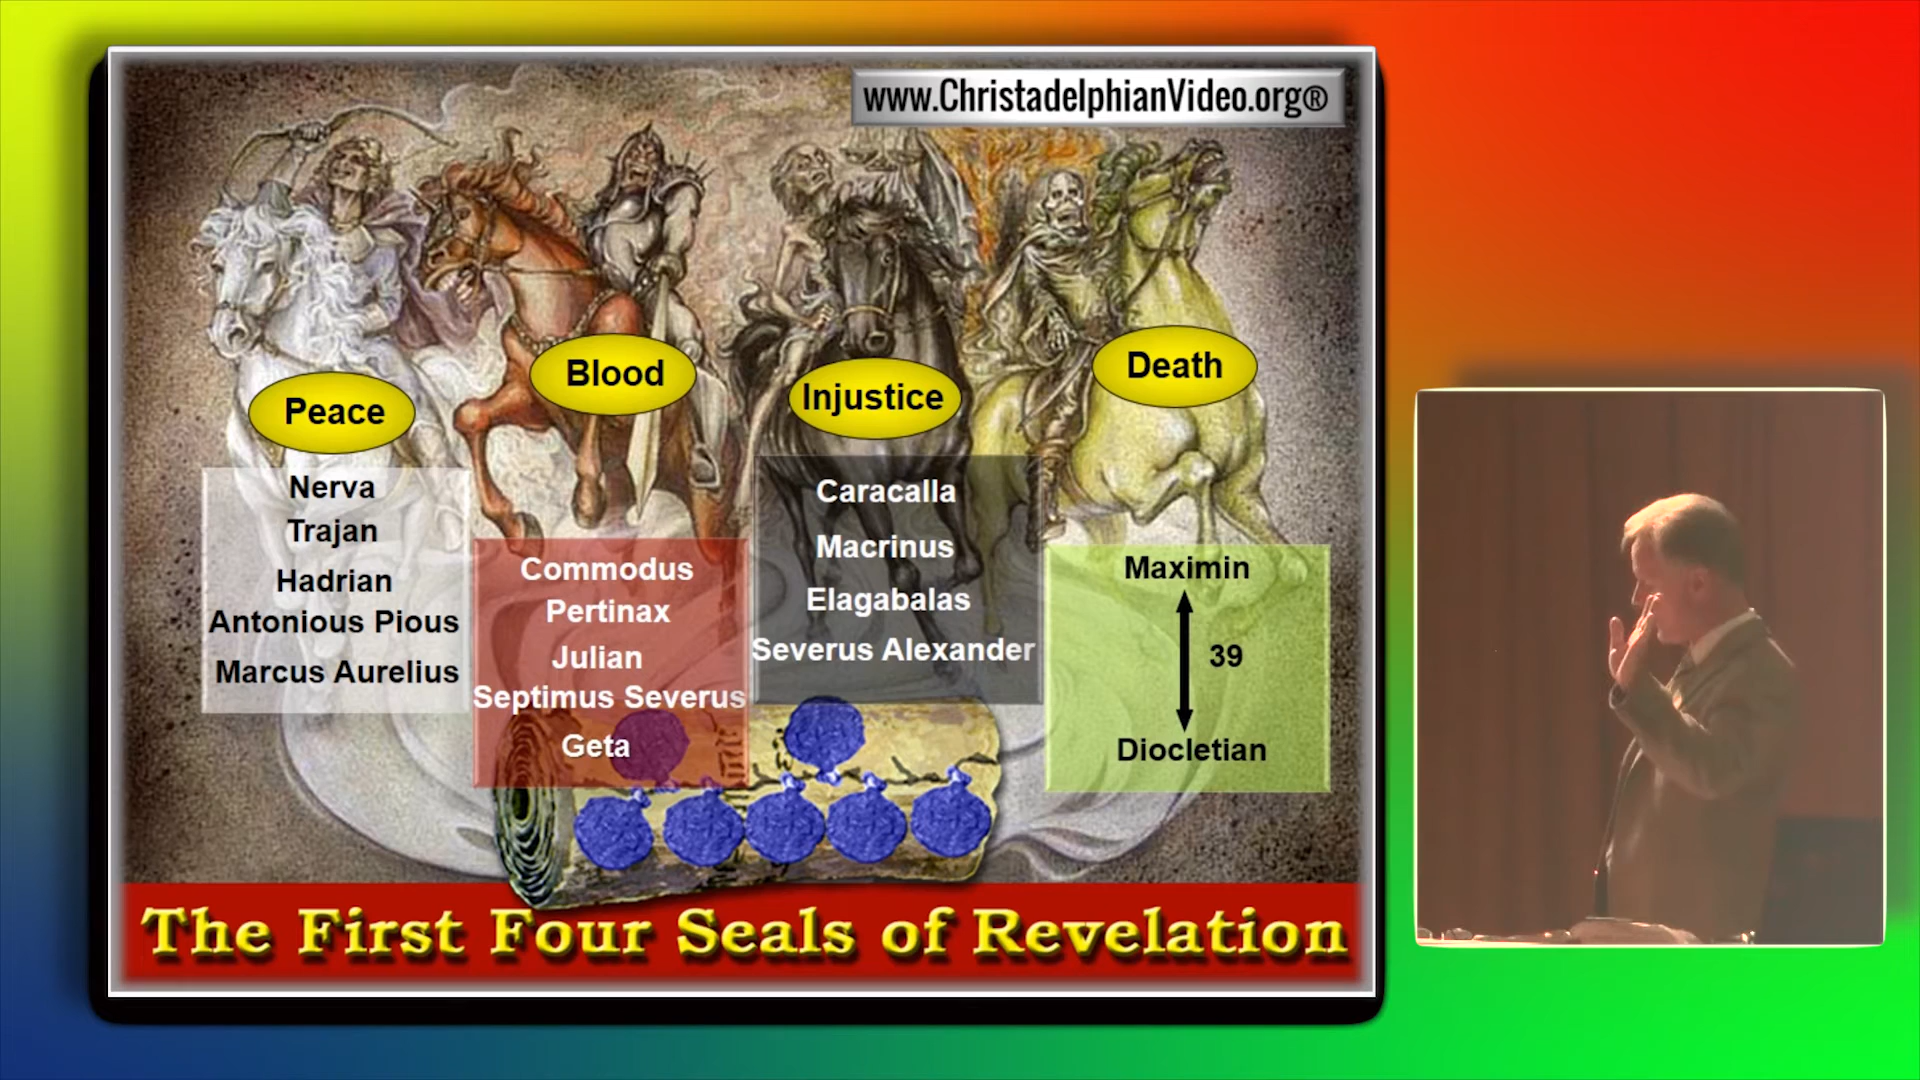 www.ChristadelphianVideo.org®
Peace
Nerva
Trajan
Hadrian
Antonious Pious
Marcus Aurelius
Blood
Commodus
Pertinax
Julian
Septimus Severus
Geta
Injustice
Caracalla
Macrinus
Elagabalas
Severus Alexander
Death
Maximin
39
Diocletian
The First Four Seals of Revelation